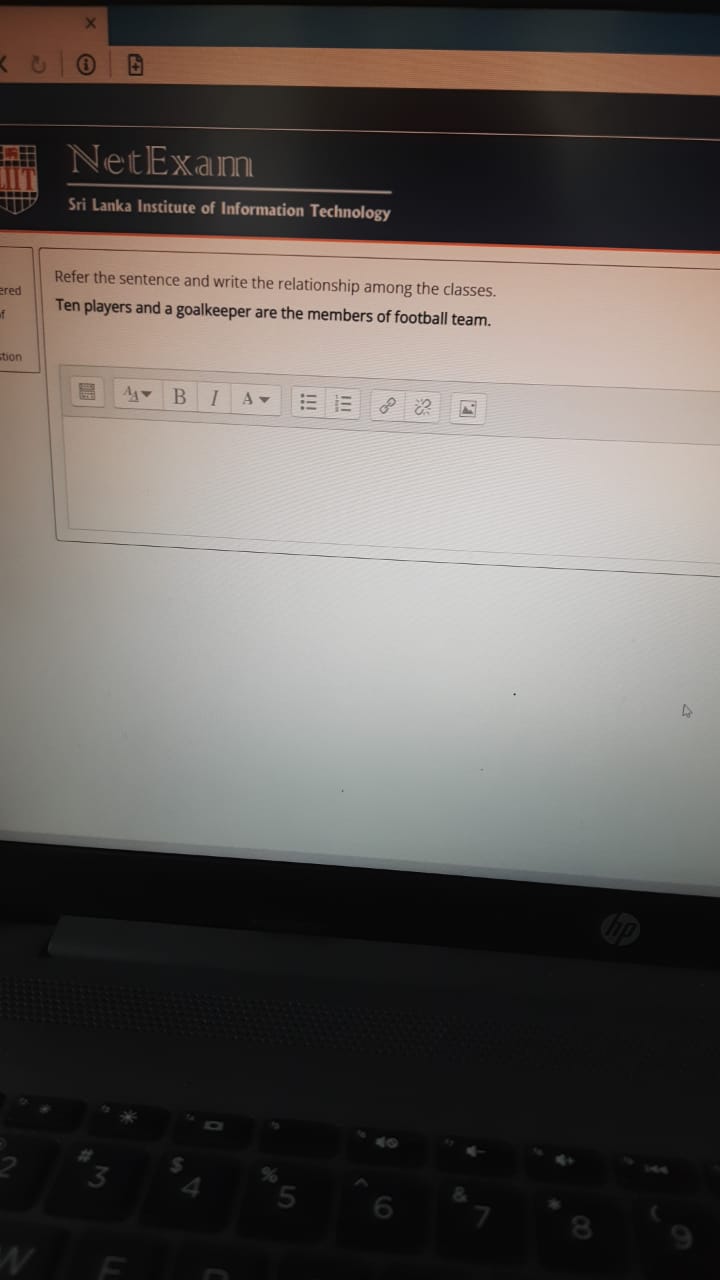 NetExam
LIIT
Sri Lanka Institute of Information Technology
ered
of
stion
Refer the sentence and write the relationship among the classes.
Ten players and a goalkeeper are the members of football team.
B I A
hp
# $ % ^ & * (
2 3 4 5 6 7 8 9
W E